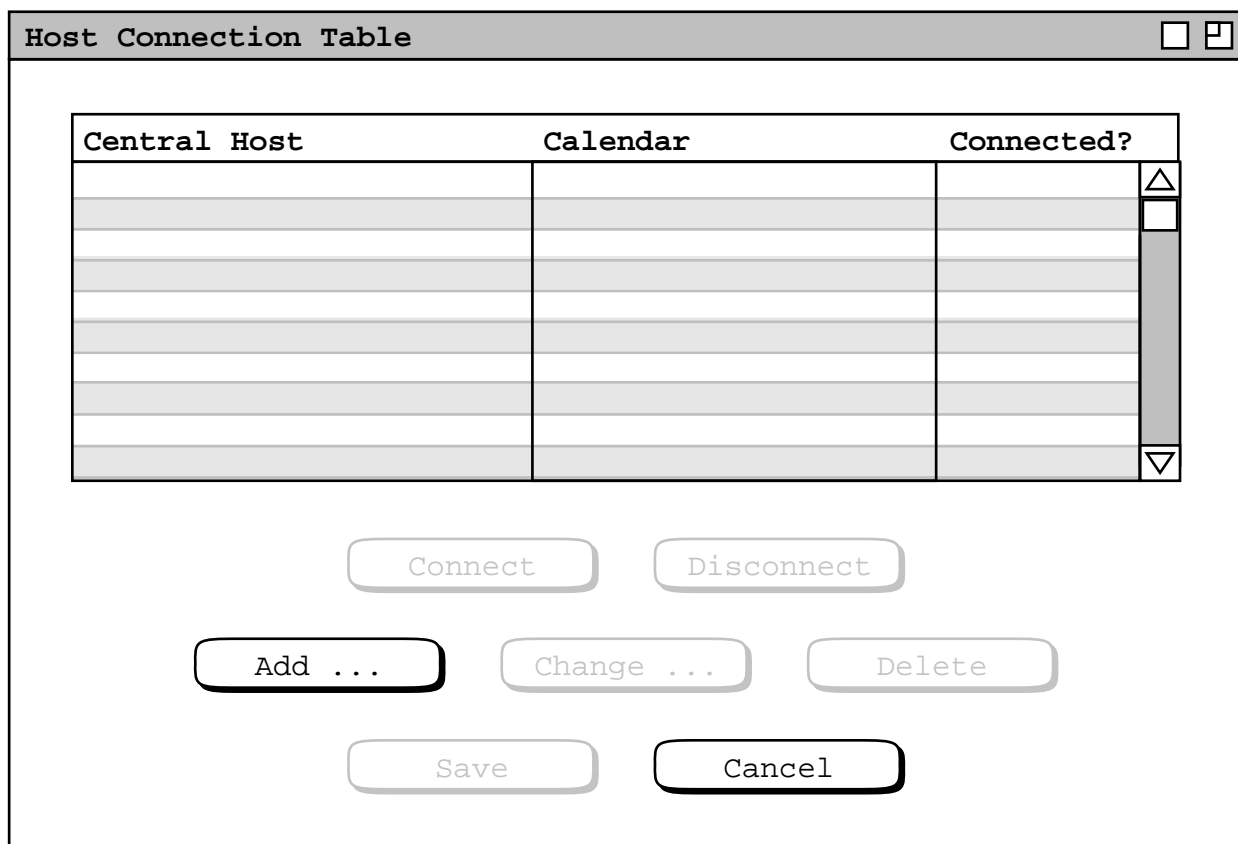 Host Connection Table
Central Host Calendar Connected?
Connect Disconnect
Add ... Change ... Delete
Save Cancel